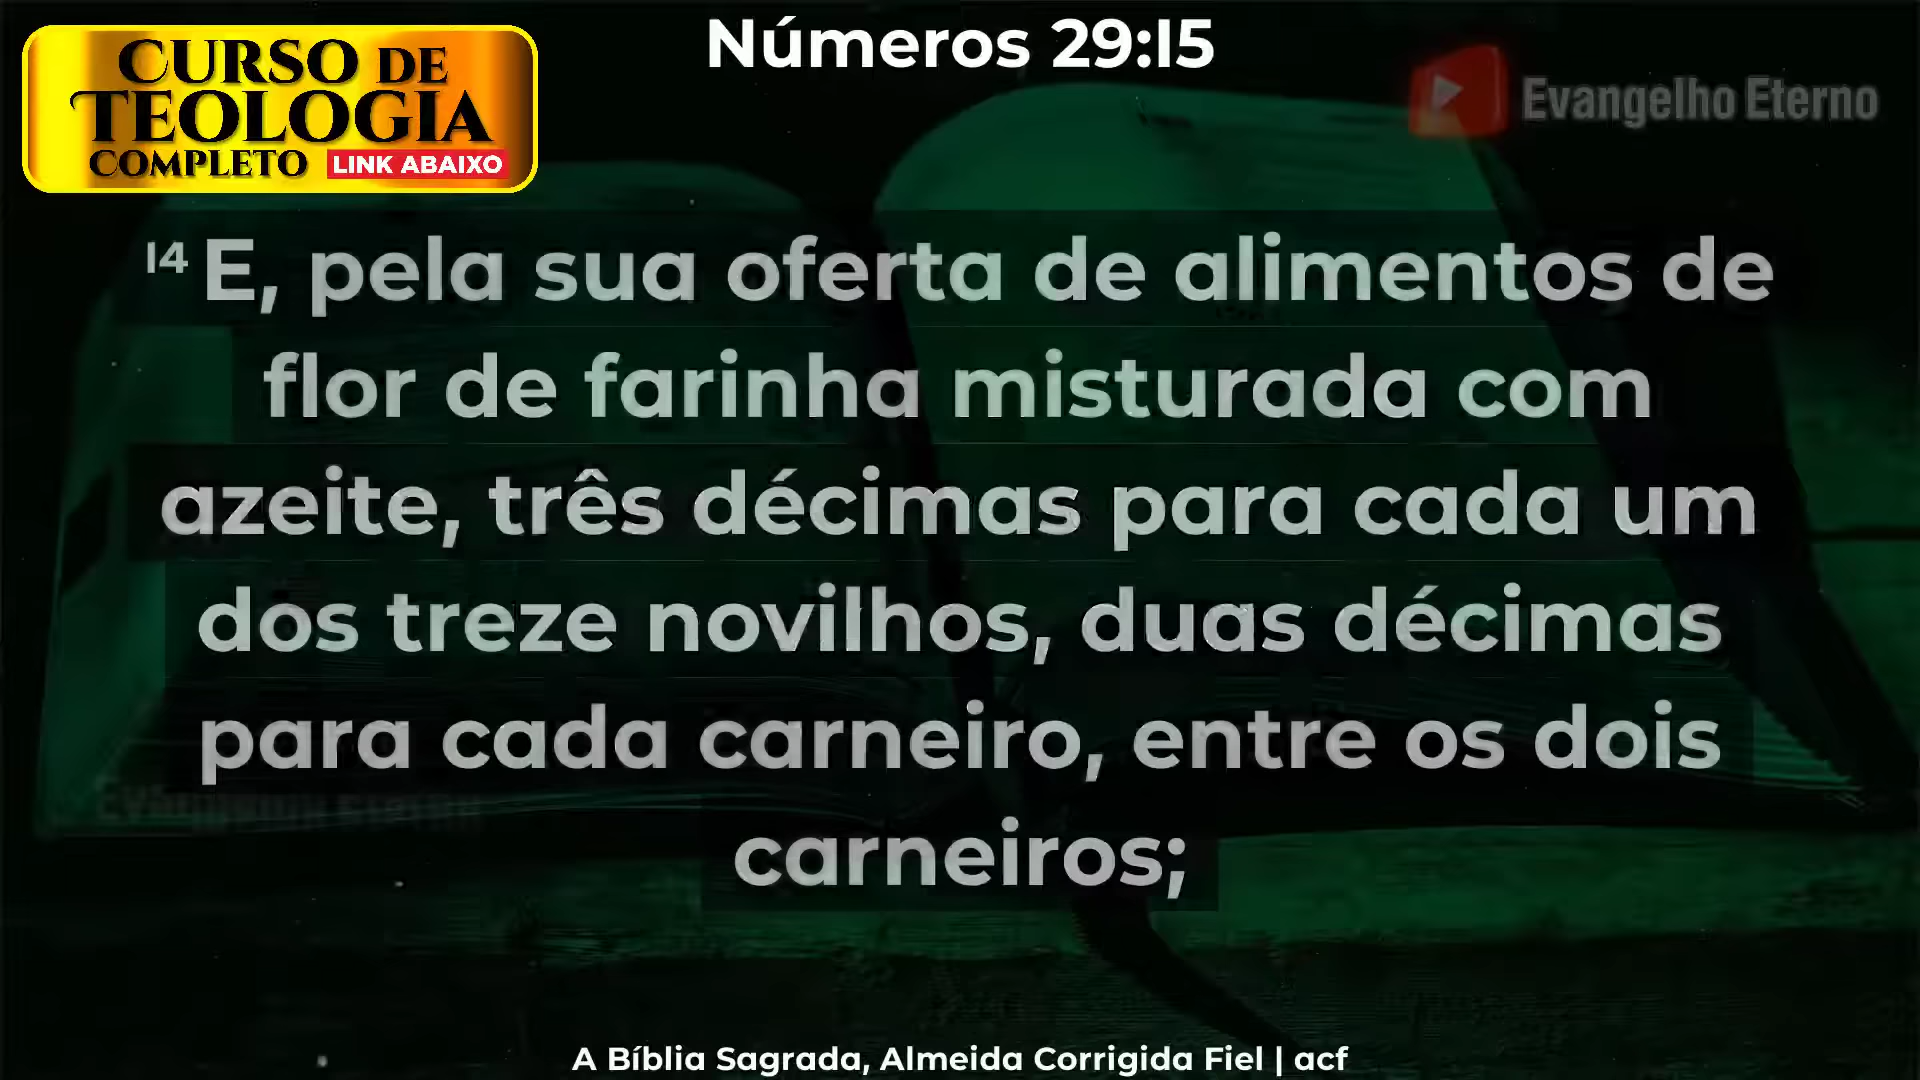 Números 29:15
CURSO DE
TEOLOGIA
COMPLETO LINK ABAIXO
Evangelho Eterno
14 E, pela sua oferta de alimentos de
flor de farinha misturada com
azeite, três décimas para cada um
dos treze novilhos, duas décimas
para cada carneiro, entre os dois
carneiros;
A Bíblia Sagrada, Almeida Corrigida Fiel | acf